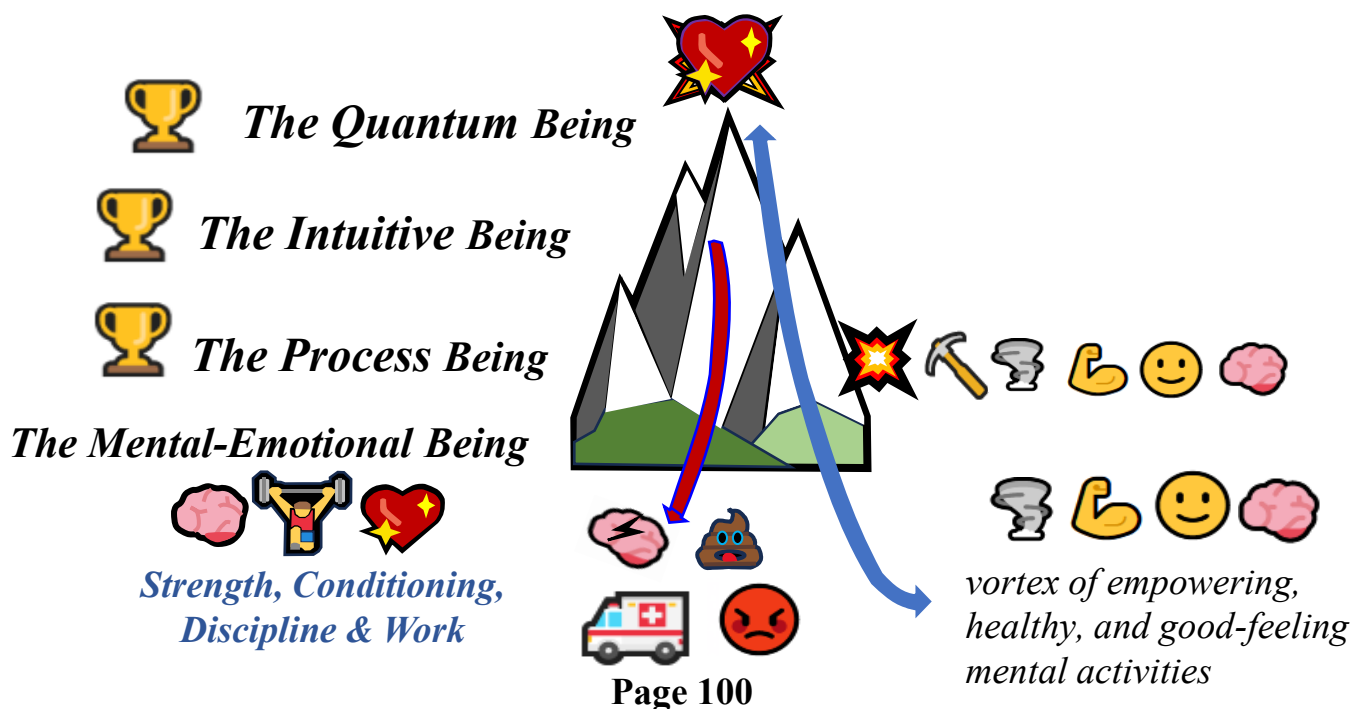 The Quantum Being
The Intuitive Being
The Process Being
The Mental-Emotional Being
Strength, Conditioning,
Discipline & Work
Page 100
vortex of empowering,
healthy, and good-feeling
mental activities